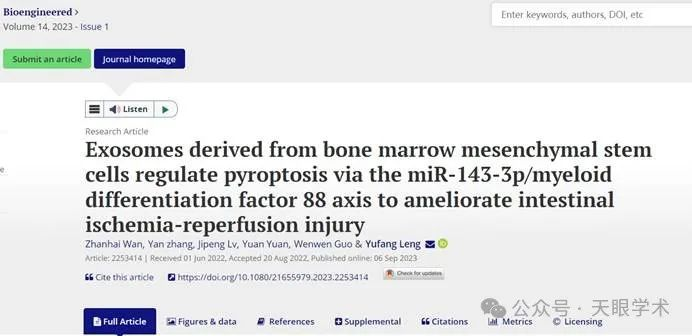 Bioengineered >
Volume 14, 2023 - Issue 1
Enter keywords, authors, DOI, etc
Submit an article
Journal homepage
Listen
Research Article
Exosomes derived from bone marrow mesenchymal stem
cells regulate pyroptosis via the miR-143-3p/myeloid
differentiation factor 88 axis to ameliorate intestinal
ischemia-reperfusion injury
Zhanhai Wan, Yan zhang, Jipeng Lv, Yuan Yuan, Wenwen Guo & Yufang Leng
Article: 2253414 | Received 01 Jun 2022, Accepted 20 Aug 2022, Published online: 06 Sep 2023
Cite this article
https://doi.org/10.1080/21655979.2023.2253414
Check for updates
Full Article
Figures & data
References
Supplemental
Citations
Metrics
Licensing
公众号 · 天眼学术
e